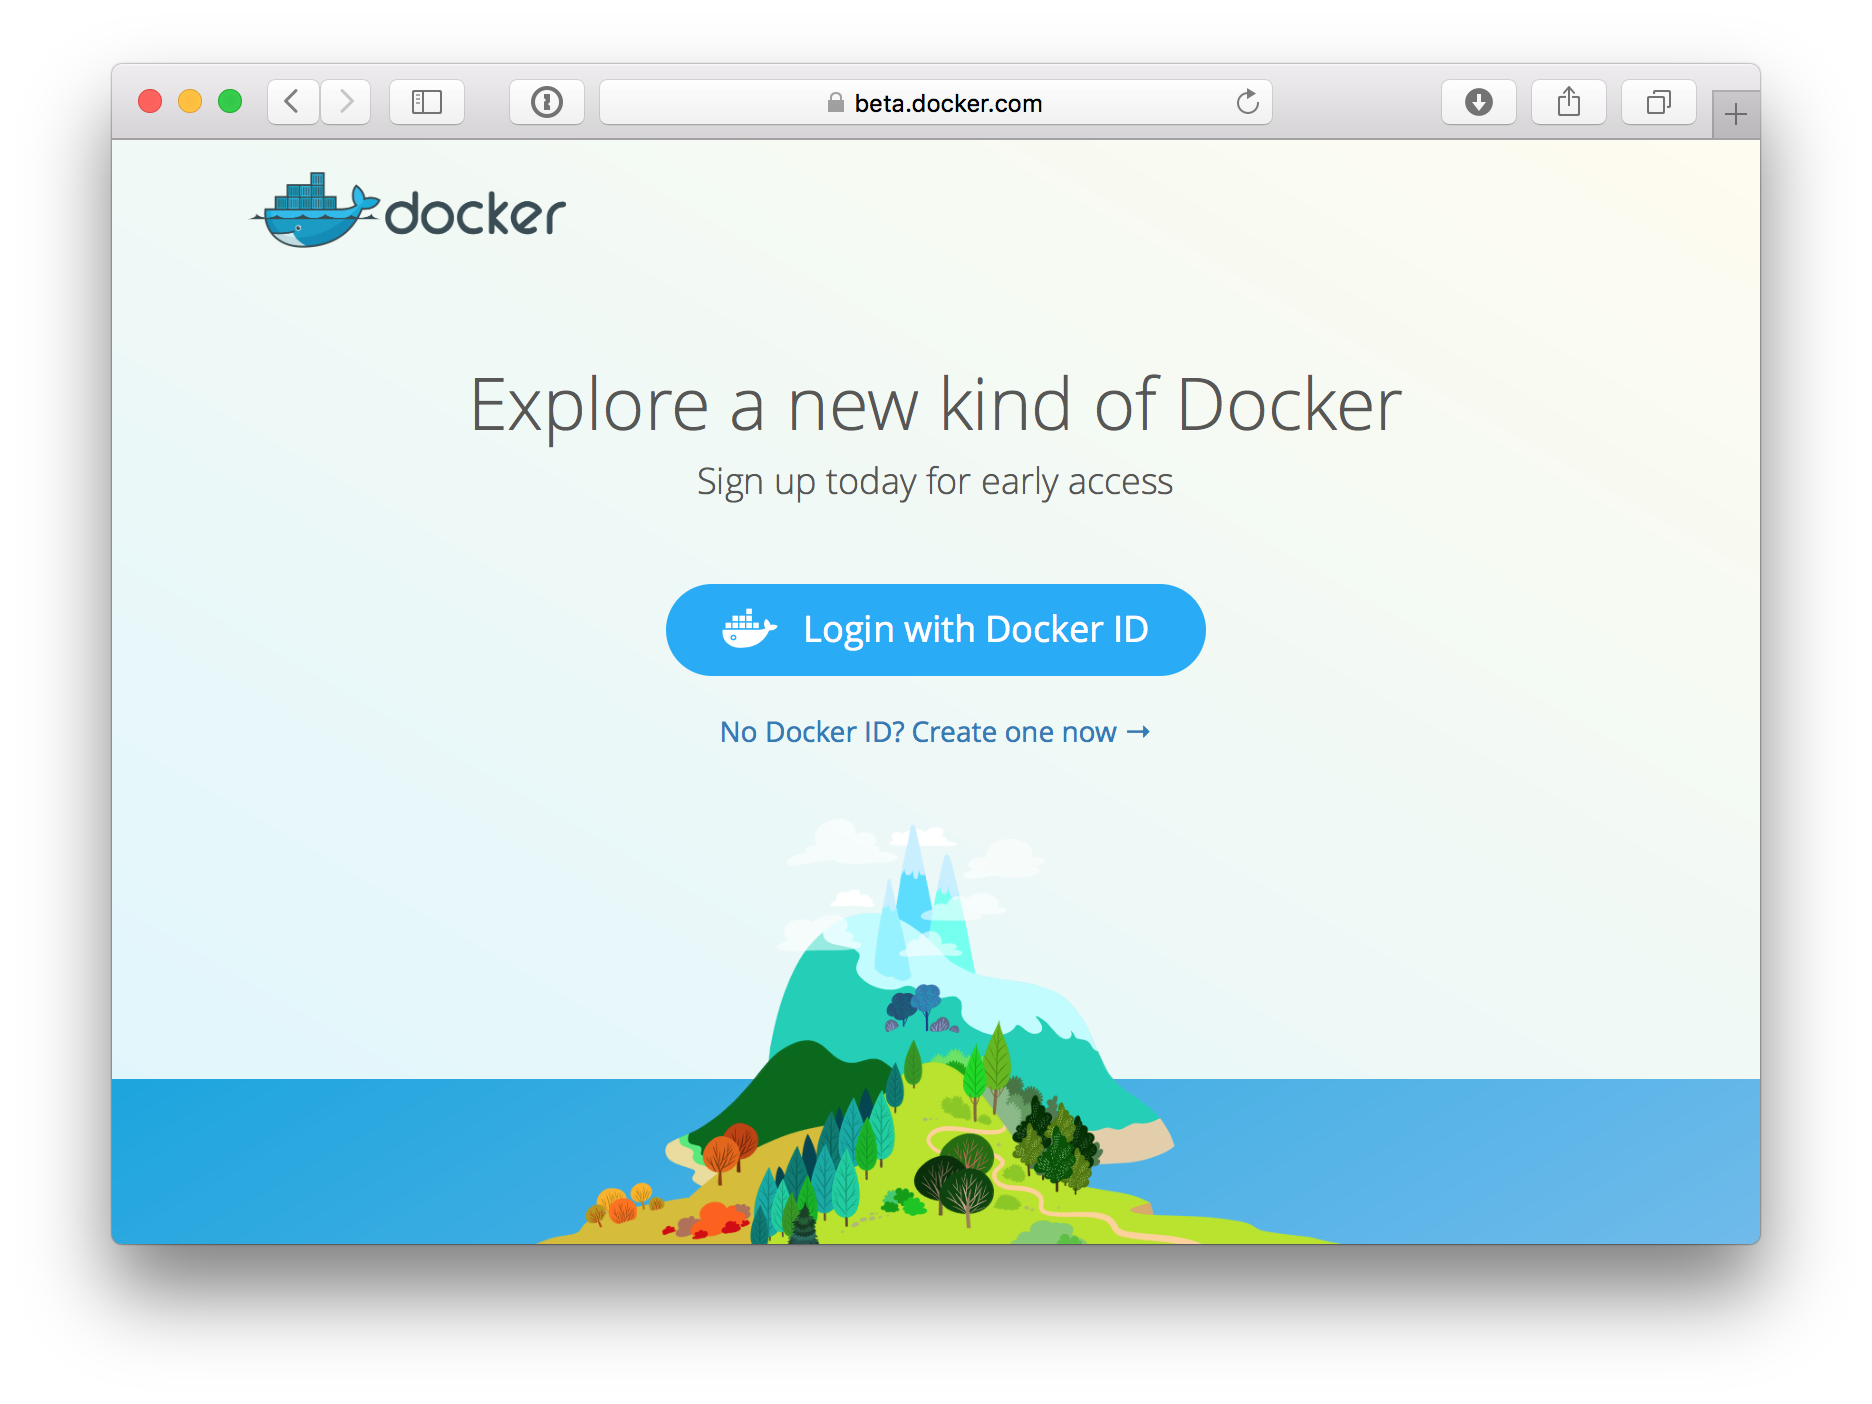 beta.docker.com
docker
Explore a new kind of Docker
Sign up today for early access
Login with Docker ID
No Docker ID? Create one now →